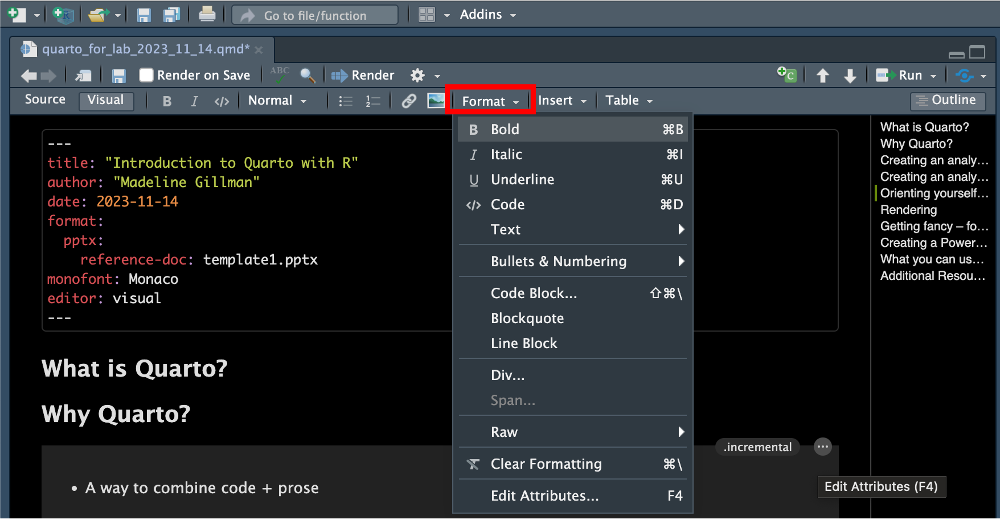 Go to file/function
Addins
quarto_for_lab_2023_11_14.qmd*
Render on Save
ABC
Render
C
Run
Source
Visual
B
I
</>
Normal
Format
Insert
Table
Outline
---
title: "Introduction to Quarto with R"
author: "Madeline Gillman"
date: 2023-11-14
format:
pptx:
reference-doc: template1.pptx
monofont: Monaco
editor: visual
---
What is Quarto?
Why Quarto?
.incremental
• A way to combine code + prose
B Bold ⌘B
I Italic ⌘I
U Underline ⌘U
</> Code ⌘D
Text
Bullets & Numbering
Code Block... ⇧⌘\
Blockquote
Line Block
Div...
Span...
Raw
Clear Formatting ⌘\
Edit Attributes... F4
Edit Attributes (F4)
What is Quarto?
Why Quarto?
Creating an analy...
Creating an analy...
Orienting yourself...
Rendering
Getting fancy – fo...
Creating a Power...
What you can us...
Additional Resou...